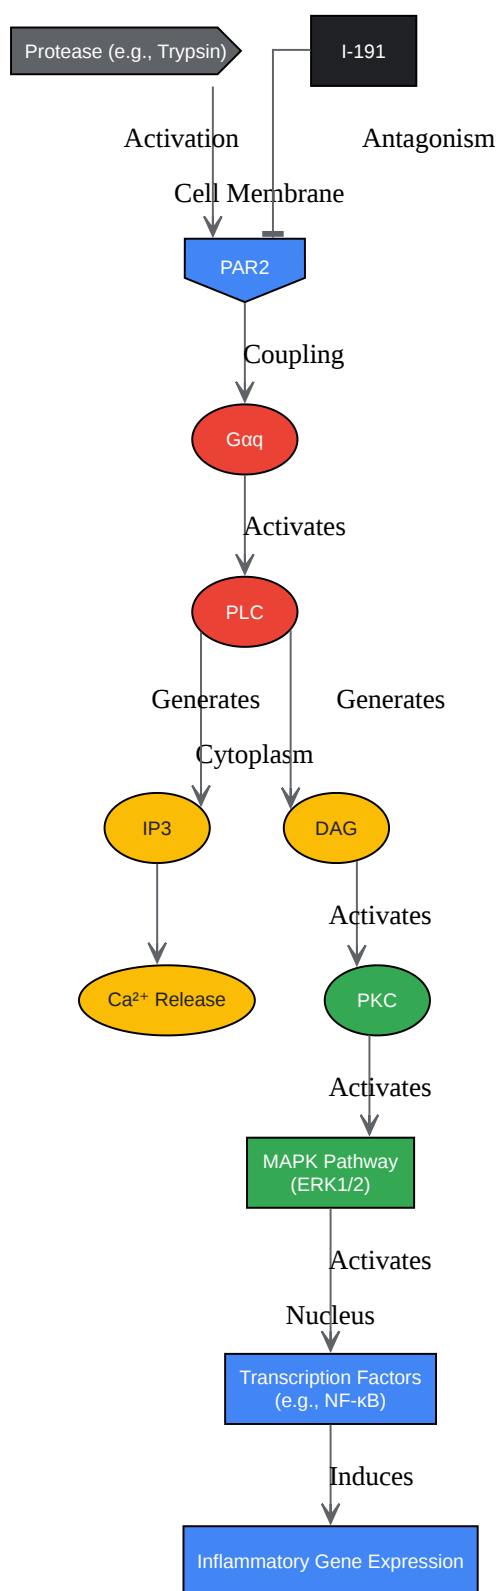 Protease (e.g., Trypsin)
I-191
Activation
Antagonism
Cell Membrane
PAR2
Coupling
Gαq
Activates
PLC
Generates
Generates
Cytoplasm
IP3
DAG
Activates
Ca²⁺ Release
PKC
Activates
MAPK Pathway
(ERK1/2)
Activates
Nucleus
Transcription Factors
(e.g., NF-κB)
Induces
Inflammatory Gene Expression